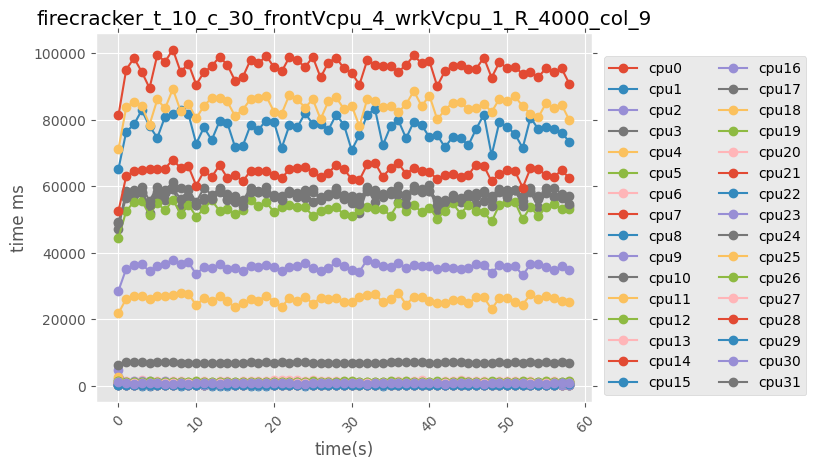 firecracker_t_10_c_30_frontVcpu_4_wrkVcpu_1_R_4000_col_9
100000
80000
60000
40000
20000
0
time ms
0
10
20
30
40
50
60
time(s)
cpu0
cpu1
cpu2
cpu3
cpu4
cpu5
cpu6
cpu7
cpu8
cpu9
cpu10
cpu11
cpu12
cpu13
cpu14
cpu15
cpu16
cpu17
cpu18
cpu19
cpu20
cpu21
cpu22
cpu23
cpu24
cpu25
cpu26
cpu27
cpu28
cpu29
cpu30
cpu31